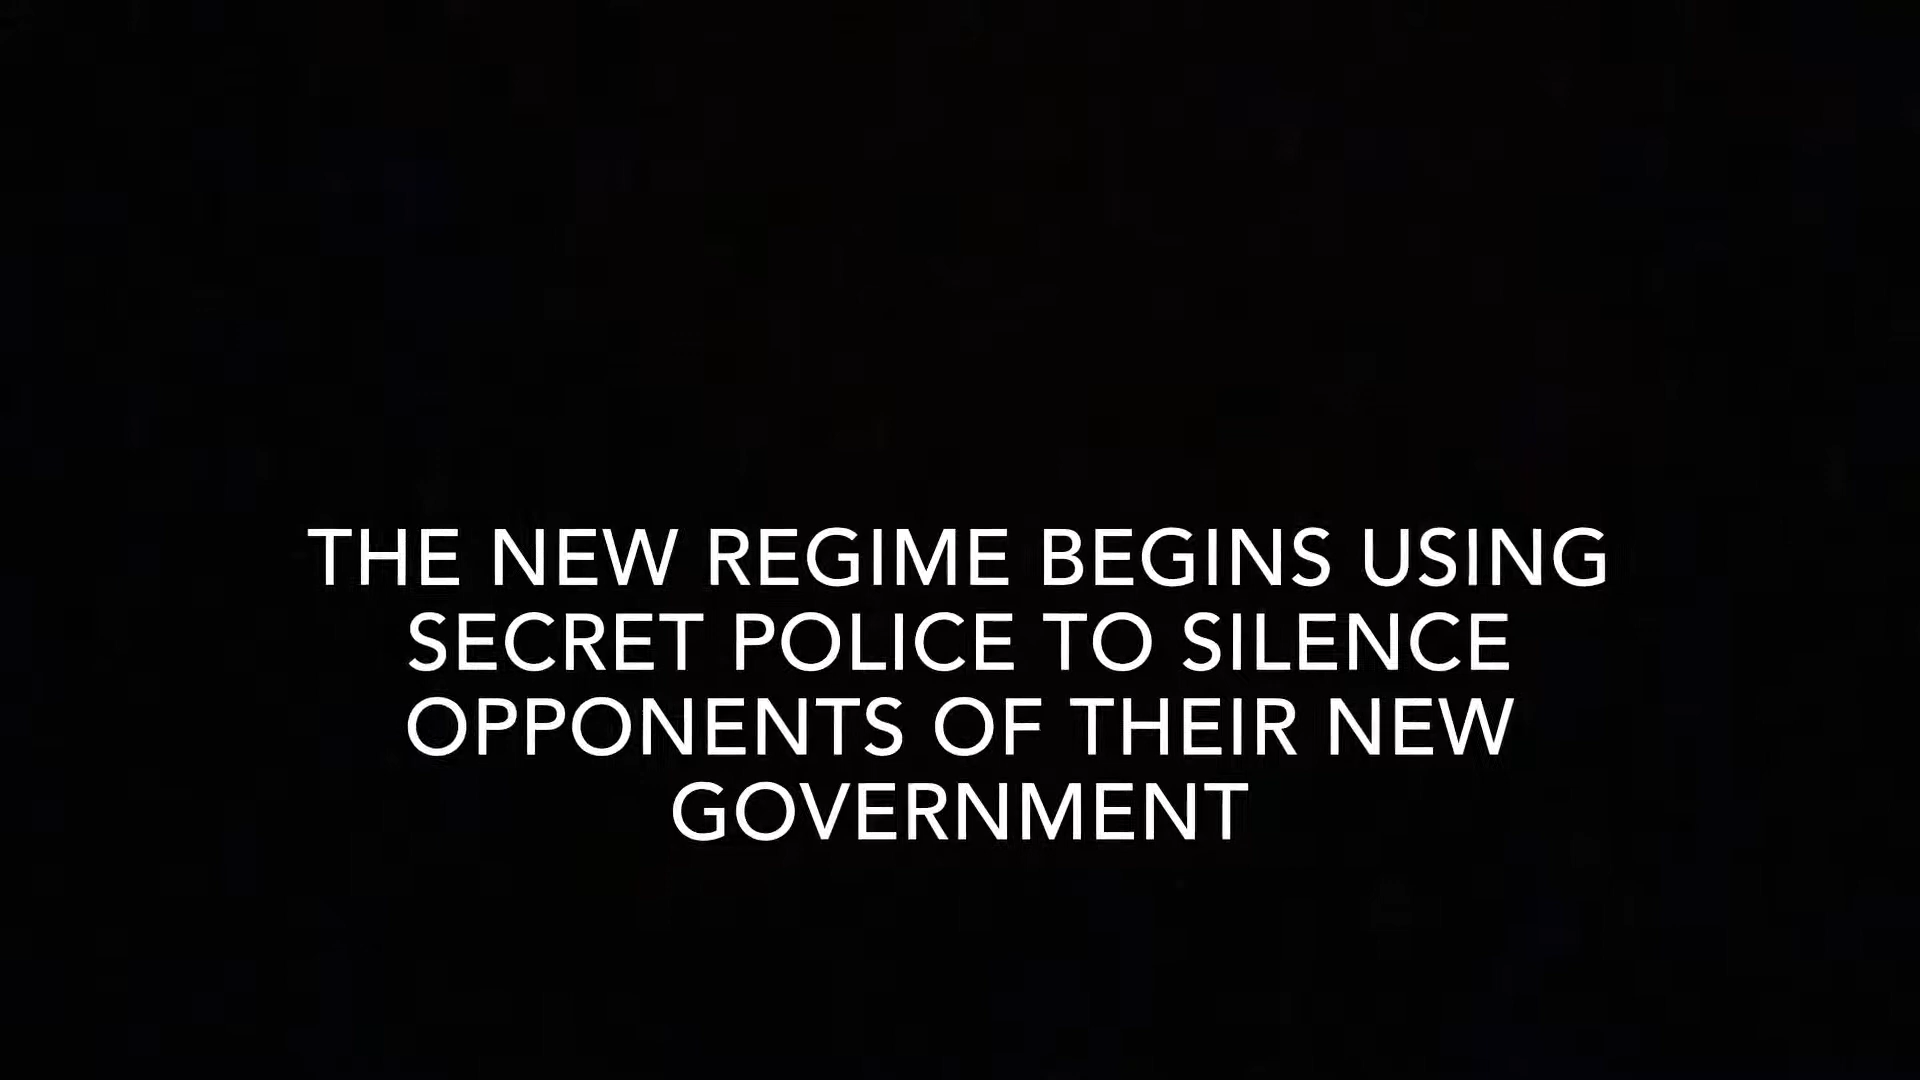 THE NEW REGIME BEGINS USING
SECRET POLICE TO SILENCE
OPPONENTS OF THEIR NEW
GOVERNMENT